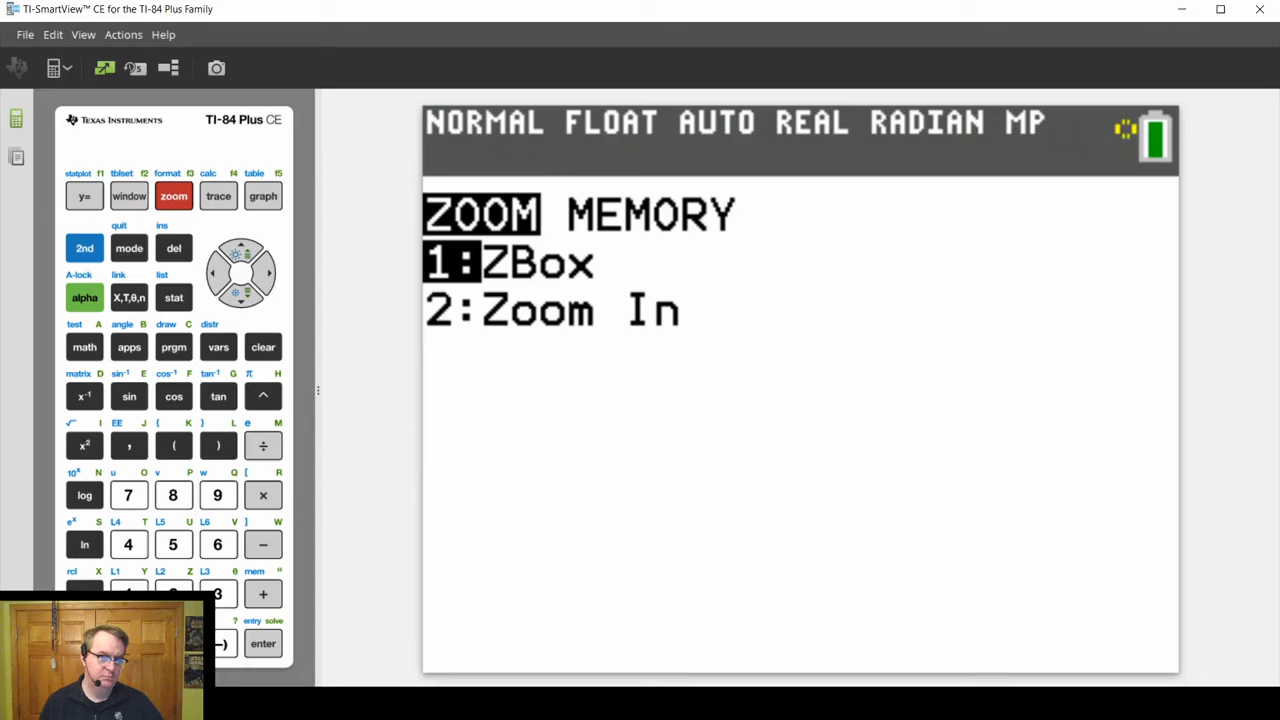 TI-SmartView™ CE for the TI-84 Plus Family
File Edit View Actions Help
TEXAS INSTRUMENTS TI-84 Plus CE
NORMAL FLOAT AUTO REAL RADIAN MP
ZOOM MEMORY
1:ZBox
2:Zoom In
statplot f1 tblset f2 format f3 calc f4 table f5
y= window zoom trace graph
quit ins
2nd mode del
A-lock link list
alpha X,T,θ,n stat
test A angle B draw C distr
math apps prgm vars clear
matrix D sin⁻¹ E cos⁻¹ F tan⁻¹ G π H
x⁻¹ sin cos tan ^
√ I EE J { K } L e M
x² , ( ) ÷
10ˣ N u O v P w Q [ R
log 7 8 9 ×
eˣ S L4 T L5 U L6 V ] W
ln 4 5 6 −
rcl X L1 Y L2 Z L3 θ mem "
3 +
? entry solve
enter